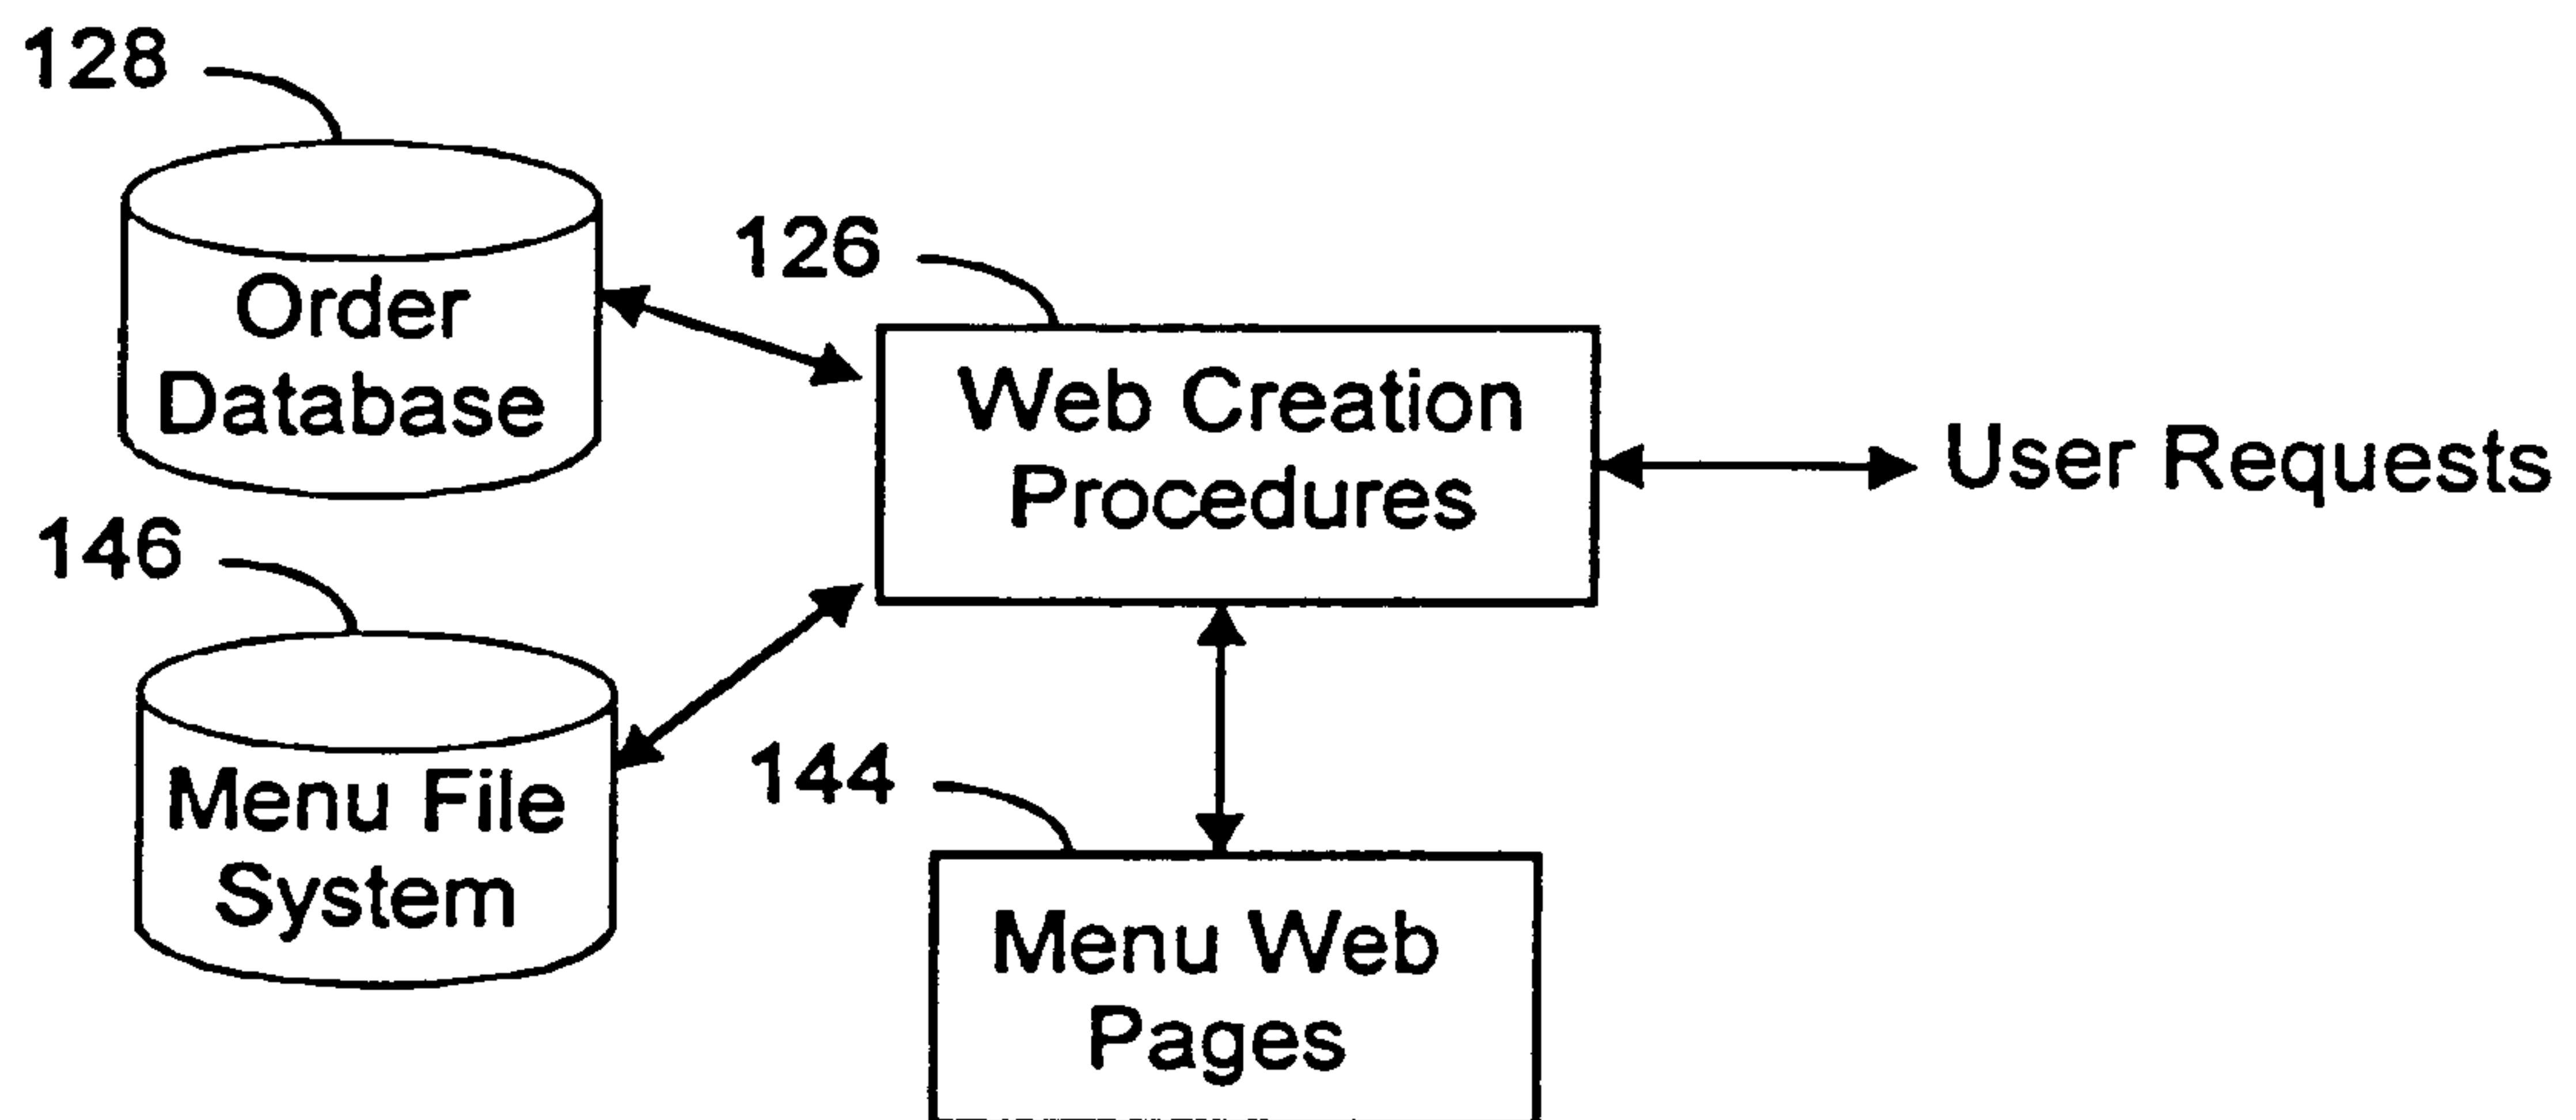 128
Order
Database
126
Web Creation
Procedures
User Requests
146
Menu File
System
144
Menu Web
Pages